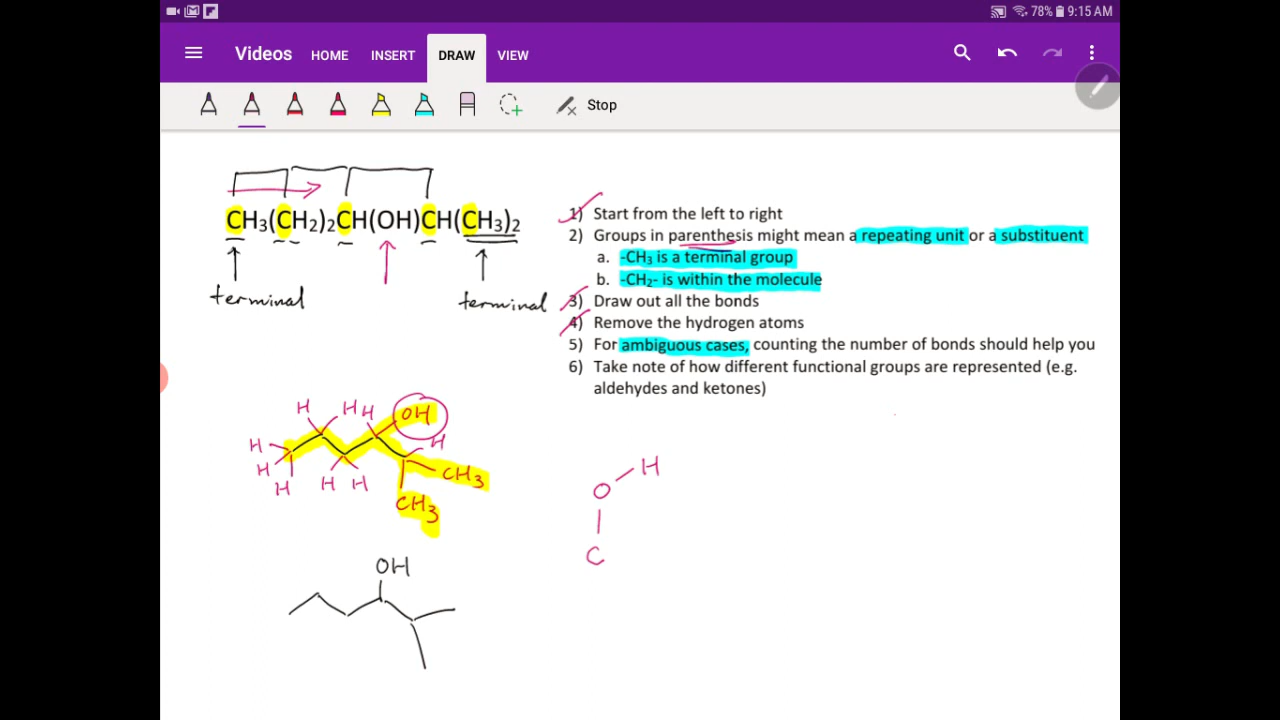 78% 9:15 AM
Videos HOME INSERT DRAW VIEW
Stop
CH3(CH2)2CH(OH)CH(CH3)2
terminal terminal
1) Start from the left to right
2) Groups in parenthesis might mean a repeating unit or a substituent
a. -CH3 is a terminal group
b. -CH2- is within the molecule
3) Draw out all the bonds
4) Remove the hydrogen atoms
5) For ambiguous cases, counting the number of bonds should help you
6) Take note of how different functional groups are represented (e.g.
aldehydes and ketones)
H H H OH
H H
H CH3
H H H
CH3
H
O
C
OH